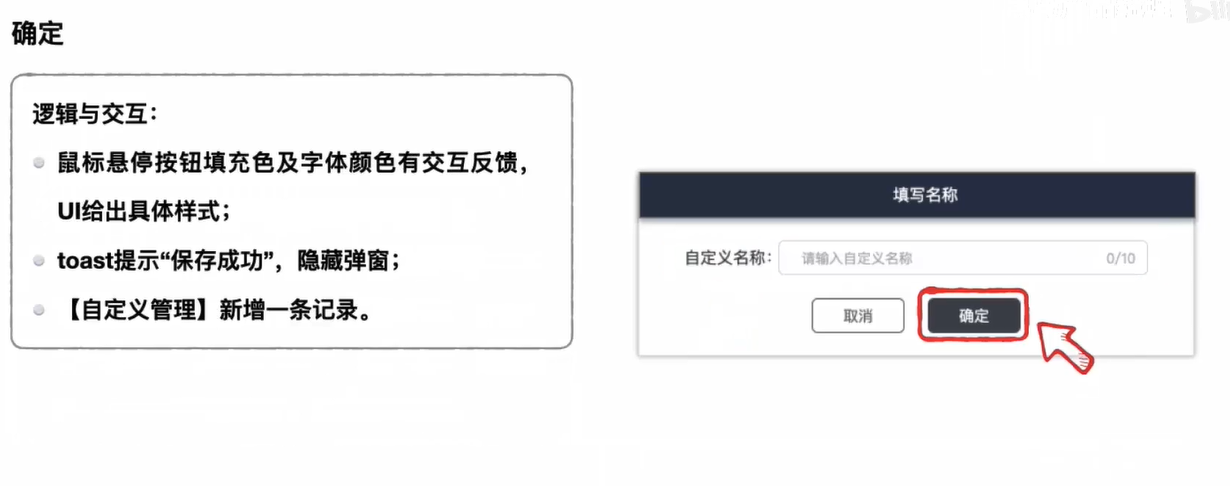 确定
逻辑与交互：
鼠标悬停按钮填充色及字体颜色有交互反馈，
UI给出具体样式；
toast提示“保存成功”，隐藏弹窗；
【自定义管理】新增一条记录。
填写名称
自定义名称： 请输入自定义名称 0/10
取消 确定